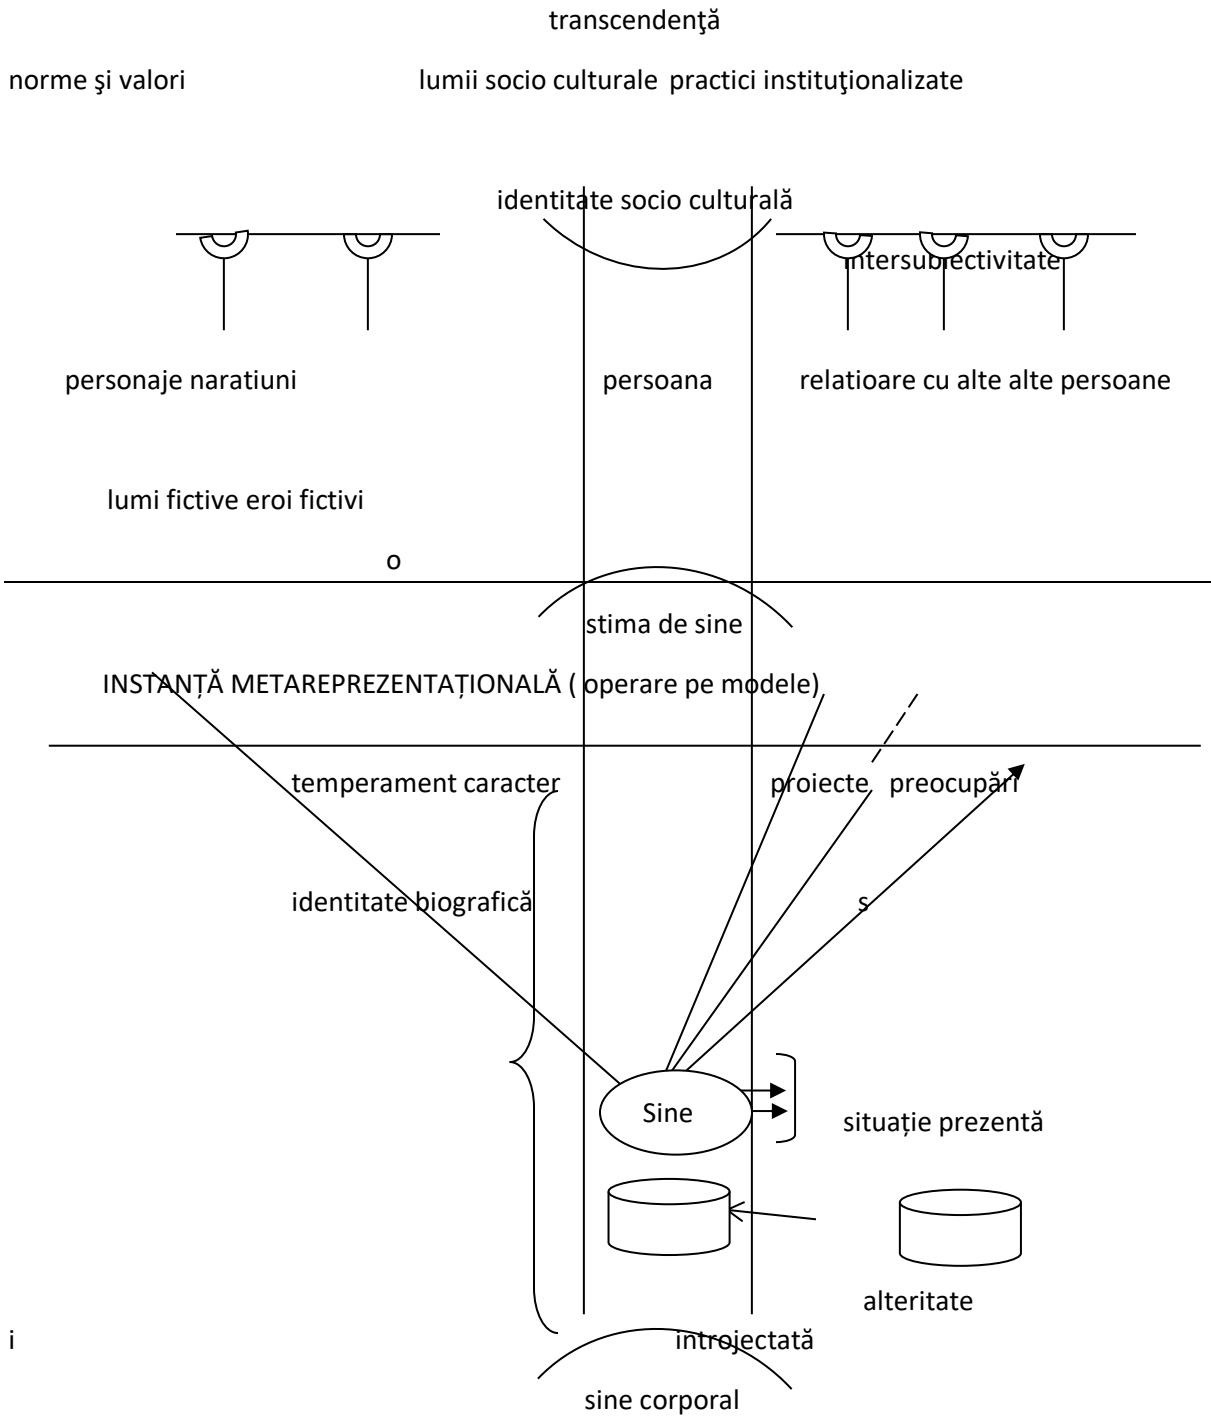 transcendenţă
norme şi valori lumii socio culturale practici instituţionalizate
identitate socio culturală
intersubiectivitate
personaje naratiuni persoana relatioare cu alte alte persoane
lumi fictive eroi fictivi
o
stima de sine
INSTANȚĂ METAREPREZENTAȚIONALĂ ( operare pe modele)
temperament caracter proiecte preocupări
identitate biografică s
Sine
situație prezentă
alteritate
i introjectată
sine corporal